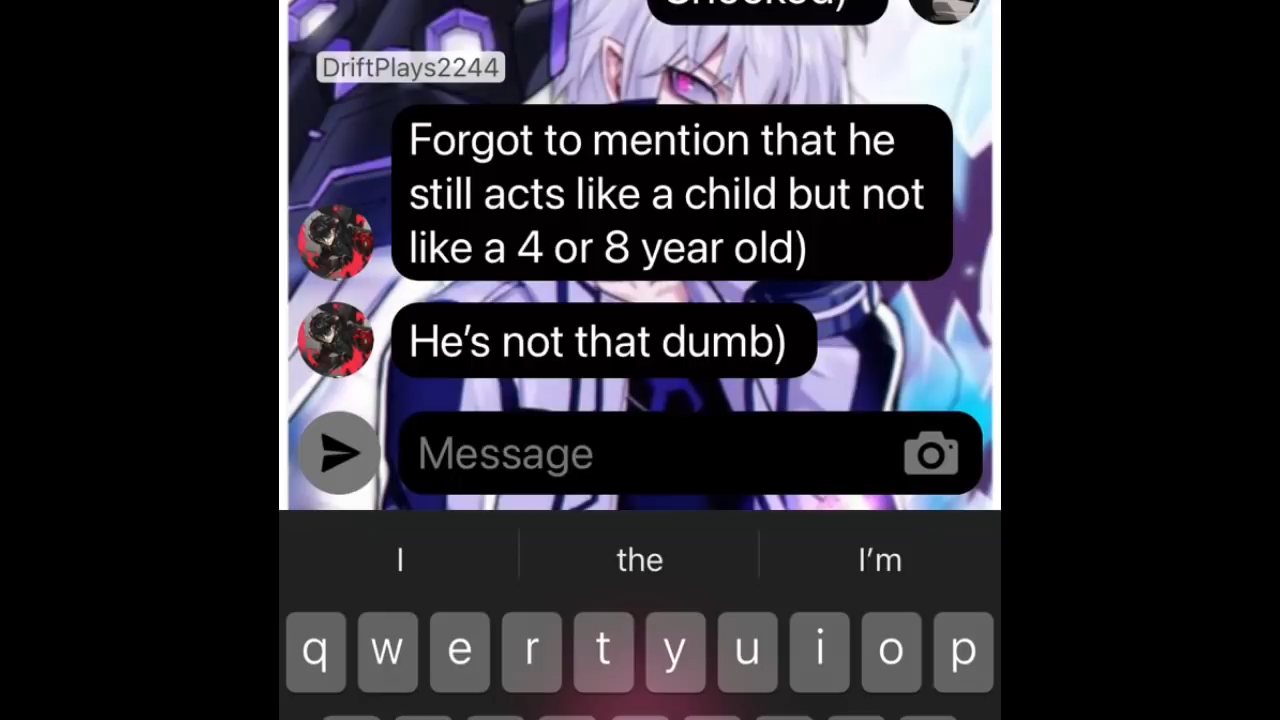 Shocked)
DriftPlays2244
Forgot to mention that he
still acts like a child but not
like a 4 or 8 year old)
He's not that dumb)
Message
I the I'm
q w e r t y u i o p